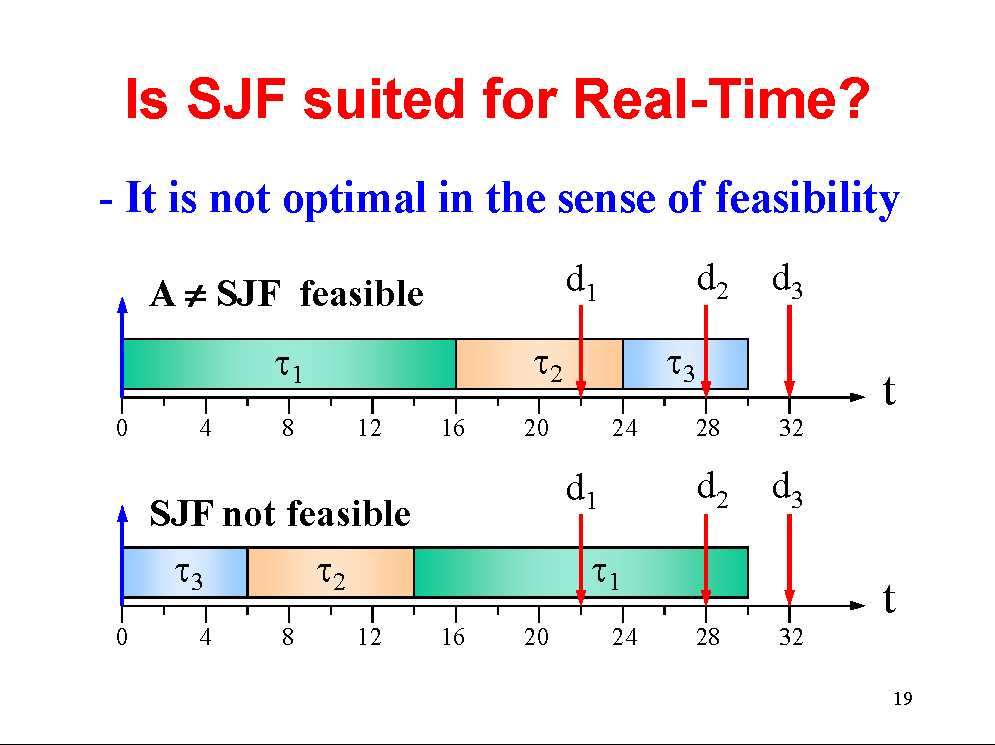 Is SJF suited for Real-Time?
- It is not optimal in the sense of feasibility
A ≠ SJF feasible
d1 d2 d3
τ1 τ2 τ3
t
0 4 8 12 16 20 24 28 32
SJF not feasible
d1 d2 d3
τ3 τ2 τ1
t
0 4 8 12 16 20 24 28 32
19